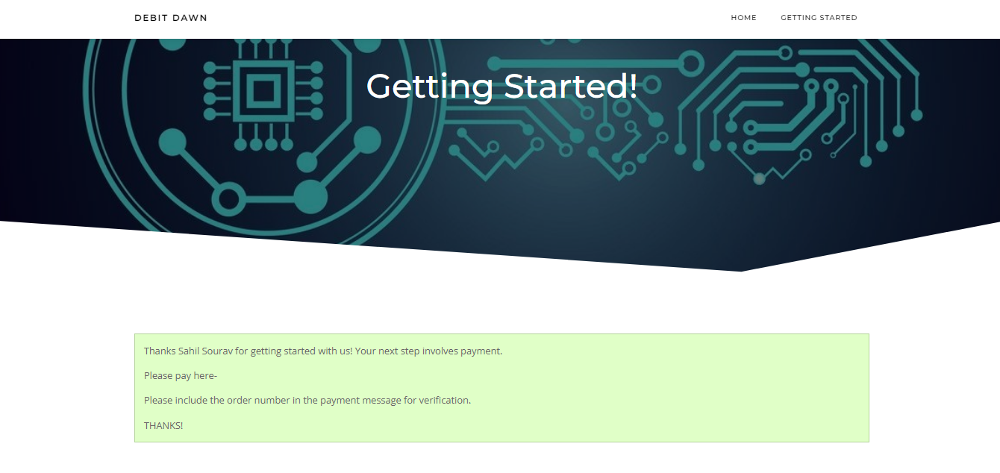 DEBIT DAWN
HOME
GETTING STARTED
Getting Started!
Thanks Sahil Sourav for getting started with us! Your next step involves payment.
Please pay here-
Please include the order number in the payment message for verification.
THANKS!